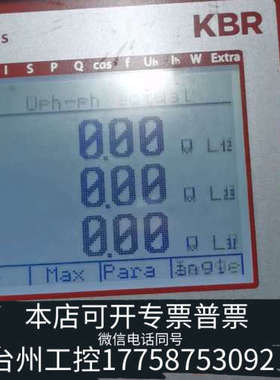 KBR
I S P Q cos f Uh Ih W Extra
Uph-ph actual
0.00 L12
0.00 L23
0.00 L31
Max Para
本店可开专票普票
微信电话同号
台州工控17758753092